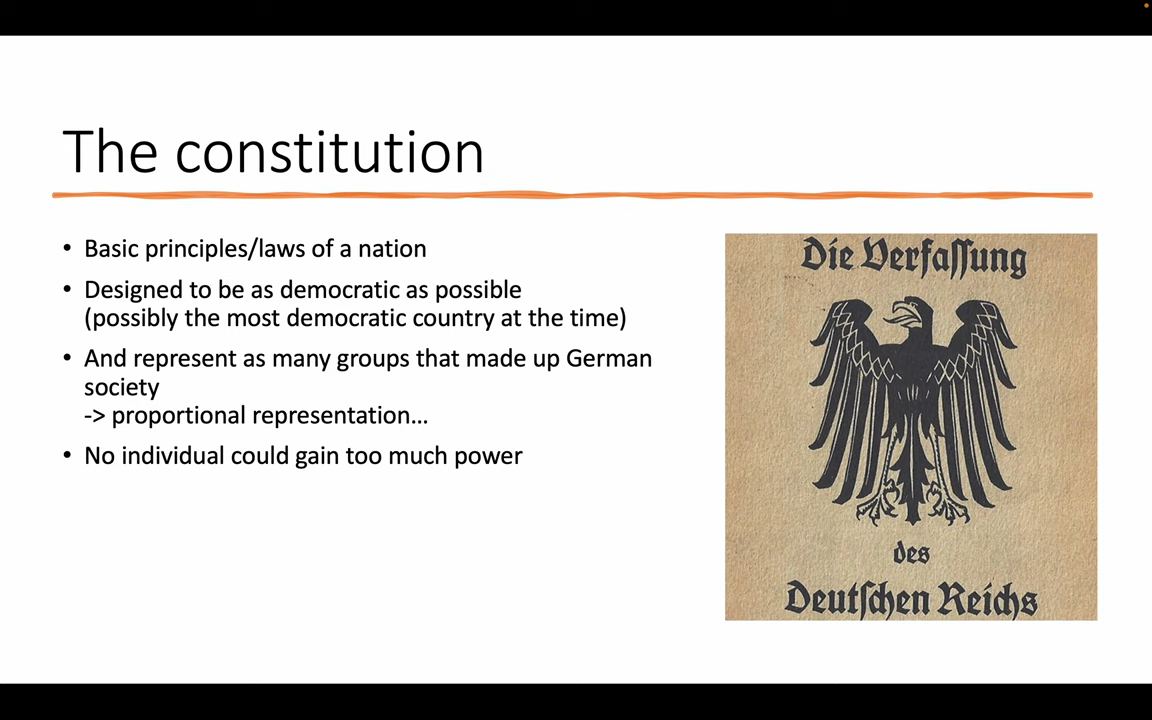 The constitution
• Basic principles/laws of a nation
• Designed to be as democratic as possible
(possibly the most democratic country at the time)
• And represent as many groups that made up German
society
-> proportional representation…
• No individual could gain too much power
Die Verfaſſung
des
Deutſchen Reichs